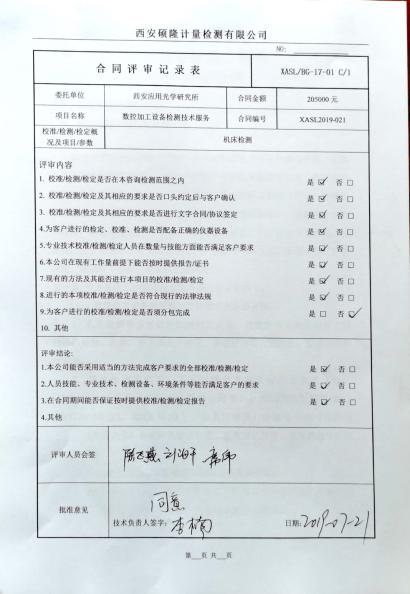 西安硕隆计量检测有限公司
NO:
合同评审记录表 XASL/BG-17-01 C/1
委托单位 西安应用光学研究所 合同金额 205000 元
项目名称 数控加工设备检测技术服务 合同编号 XASL2019-021
校准/检测/检定概况及项目/参数 机床检测
评审内容
1. 校准/检测/检定是否在本咨询检测范围之内 是 ☑ 否 □
2. 校准/检测及其相应的要求是否口头约定后与客户确认 是 ☑ 否 □
3. 校准/检测及其相应的要求是否进行文字合同/协议签定 是 ☑ 否 □
4.为客户进行的检定、校准、检测是否配备正确的仪器设备 是 ☑ 否 □
5.专业技术校准/检测/检定人员在数量与技能方面能否满足客户要求 是 ☑ 否 □
6.本公司在现有工作量前提下能否按时提供报告/证书 是 ☑ 否 □
7.现有的方法及其能否进行本项目的校准/检测/检定 是 ☑ 否 □
8.进行的本项校准/检测/检定是否符合现行的法律法规 是 ☑ 否 □
9.为客户进行的校准/检测/检定是否须分包完成 是 □ 否 ☑
10. 其他
评审结论:
1.本公司能否采用适当的方法完成客户要求的全部校准/检测/检定 是 ☑ 否 □
2.人员技能、专业技术、检测设备、环境条件等能否满足客户的要求 是 ☑ 否 □
3.在合同期间能否保证按时提供校准/检测/检定报告 是 ☑ 否 □
4.其他
评审人员会签
同意
批准意见
技术负责人签字: 李楠 日期: 2019-07-21
第 页 共 页